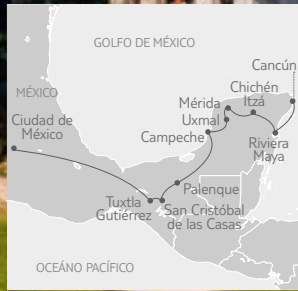 GOLFO DE MÉXICO
Cancún
Chichén
Itzá
Mérida
Uxmal
MÉXICO
Ciudad de
México
Campeche
Riviera
Maya
Palenque
Tuxtla
Gutiérrez
San Cristóbal
de las Casas
OCEÁNO PACÍFICO